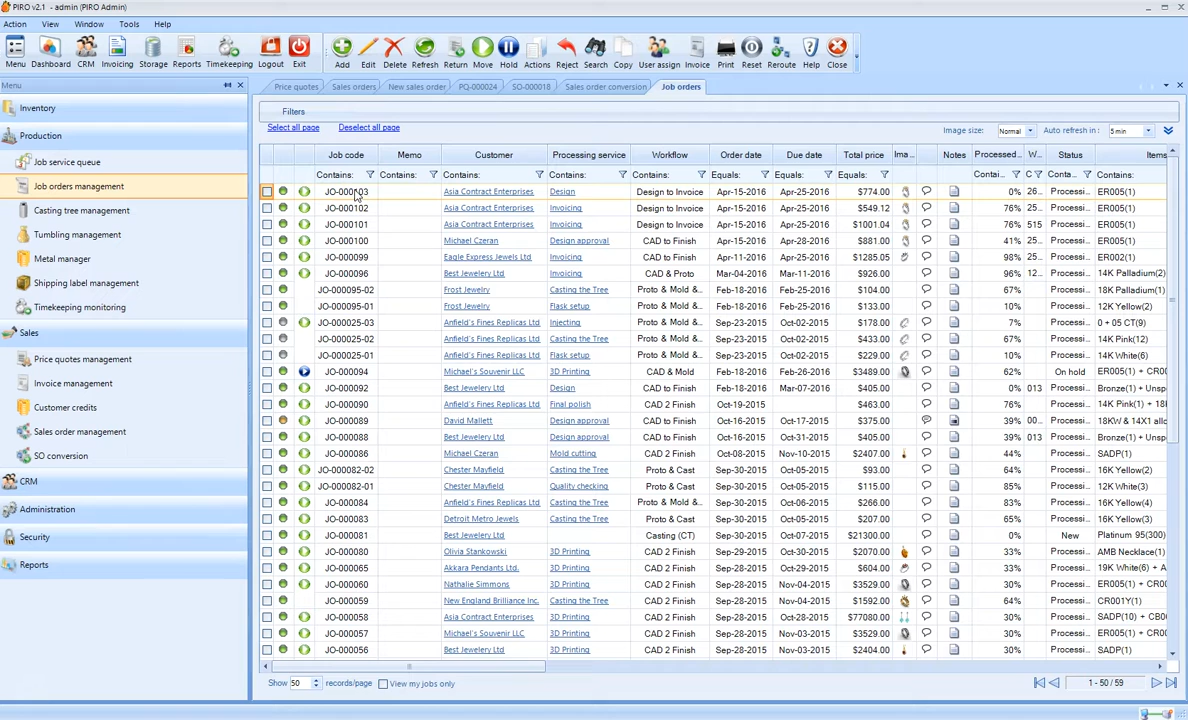 PIRO v2.1 - admin (PIRO Admin)
Action View Window Tools Help
Menu Dashboard CRM Invoicing Storage Reports Timekeeping Logout Exit Add Edit Delete Refresh Return Move Hold Actions Reject Search Copy User assign Invoice Print Reset Reroute Help Close
Menu
Price quotes Sales orders New sales order PQ-000024 SO-000018 Sales order conversion Job orders
Inventory
Production
Job service queue
Job orders management
Casting tree management
Tumbling management
Metal manager
Shipping label management
Timekeeping monitoring
Sales
Price quotes management
Invoice management
Customer credits
Sales order management
SO conversion
CRM
Administration
Security
Reports
Filters
Select all page Deselect all page Image size: Normal Auto refresh in : 5 min
Job code Memo Customer Processing service Workflow Order date Due date Total price Ima... Notes Processed... W... Status Items
Contains: Contains: Contains: Contains: Contains: Equals: Equals: Equals: Contai... C Conta... Contains:
JO-000103 Asia Contract Enterprises Design Design to Invoice Apr-15-2016 Apr-25-2016 $774.00 0% 26... Processi... ER005(1)
JO-000102 Asia Contract Enterprises Invoicing Design to Invoice Apr-15-2016 Apr-25-2016 $549.12 76% 26... Processi... ER005(1)
JO-000101 Asia Contract Enterprises Invoicing Design to Invoice Apr-15-2016 Apr-25-2016 $1001.04 76% 515 Processi... ER005(1)
JO-000100 Michael Czeran Design approval CAD to Finish Apr-15-2016 Apr-28-2016 $881.00 41% 26... Processi... ER005(1)
JO-000099 Eagle Express Jewels Ltd Invoicing CAD to Finish Apr-11-2016 Apr-25-2016 $1285.05 98% 26... Processi... ER002(1)
JO-000096 Best Jewelery Ltd Invoicing CAD & Proto Mar-04-2016 Mar-11-2016 $926.00 96% 12... Processi... 14K Palladium(2)
JO-000095-02 Frost Jewelry Casting the Tree Proto & Mold &... Feb-18-2016 Feb-26-2016 $104.00 67% Processi... 18K Palladium(1)
JO-000095-01 Frost Jewelry Flask setup Proto & Mold &... Feb-18-2016 Feb-26-2016 $133.00 10% Processi... 12K Yellow(2)
JO-000025-03 Anfield's Fines Replicas Ltd Injecting Proto & Mold &... Sep-23-2015 Oct-02-2015 $178.00 7% Processi... 0 + 05 CT(9)
JO-000025-02 Anfield's Fines Replicas Ltd Casting the Tree Proto & Mold &... Sep-23-2015 Oct-02-2015 $433.00 67% Processi... 14K Pink(12)
JO-000025-01 Anfield's Fines Replicas Ltd Flask setup Proto & Mold &... Sep-23-2015 Oct-02-2015 $229.00 10% Processi... 14K White(6)
JO-000094 Michael's Souvenir LLC 3D Printing CAD & Mold Feb-18-2016 Feb-26-2016 $3489.00 62% On hold ER005(1) + CR00...
JO-000092 Best Jewelery Ltd Design CAD to Finish Feb-18-2016 Mar-07-2016 $405.00 0% 013 Processi... Bronze(1) + Unsp...
JO-000090 Anfield's Fines Replicas Ltd Final polish CAD 2 Finish Oct-19-2015 $463.00 76% Processi... 14K Pink(1) + 18...
JO-000089 David Mallett Design approval CAD 2 Finish Oct-16-2015 Oct-17-2015 $375.00 39% 00... Processi... 18KW & 14X1 allo...
JO-000088 Best Jewelery Ltd Design approval CAD 2 Finish Oct-16-2015 Oct-31-2015 $405.00 39% 013 Processi... Bronze(1) + Unsp...
JO-000086 Michael Czeran Mold cutting CAD 2 Finish Oct-08-2015 Nov-10-2015 $2407.00 44% Processi... SADP(1)
JO-000082-02 Chester Mayfield Casting the Tree Proto & Cast Sep-30-2015 Oct-05-2015 $93.00 64% Processi... 16K Yellow(2)
JO-000082-01 Chester Mayfield Quality checking Proto & Cast Sep-30-2015 Oct-05-2015 $115.00 85% Processi... 12K White(3)
JO-000084 Anfield's Fines Replicas Ltd Casting the Tree Proto & Mold &... Sep-30-2015 Oct-06-2015 $266.00 83% Processi... 16K Yellow(4)
JO-000083 Detroit Metro Jewels Casting the Tree Proto & Cast Sep-30-2015 Oct-05-2015 $207.00 65% Processi... 16K Yellow(3)
JO-000081 Best Jewelery Ltd Casting (CT) Sep-30-2015 Oct-05-2015 $21300.00 0% New Platinum 95(300)
JO-000080 Olivia Stankowski 3D Printing CAD 2 Finish Sep-29-2015 Oct-30-2015 $2070.00 33% Processi... AMB Necklace(1)
JO-000065 Akkara Pendants Ltd. 3D Printing CAD 2 Finish Sep-28-2015 Oct-29-2015 $604.00 33% Processi... 19K White(6) + A...
JO-000060 Nathalie Simmons 3D Printing CAD 2 Finish Sep-28-2015 Nov-04-2015 $3529.00 30% Processi... ER005(1) + CR00...
JO-000059 New England Brilliance Inc. Casting the Tree CAD 2 Finish Sep-28-2015 Nov-03-2015 $1592.00 64% Processi... CR001Y(1)
JO-000058 Asia Contract Enterprises 3D Printing CAD 2 Finish Sep-28-2015 Oct-28-2015 $77080.00 30% Processi... SADP(10) + CB00...
JO-000057 Michael's Souvenir LLC 3D Printing CAD 2 Finish Sep-28-2015 Nov-03-2015 $3529.00 30% Processi... ER005(1) + CR00...
JO-000056 Best Jewelery Ltd 3D Printing CAD 2 Finish Sep-28-2015 Nov-03-2015 $2404.00 30% Processi... SADP(1)
Show 50 records/page View my jobs only 1 - 50 / 59